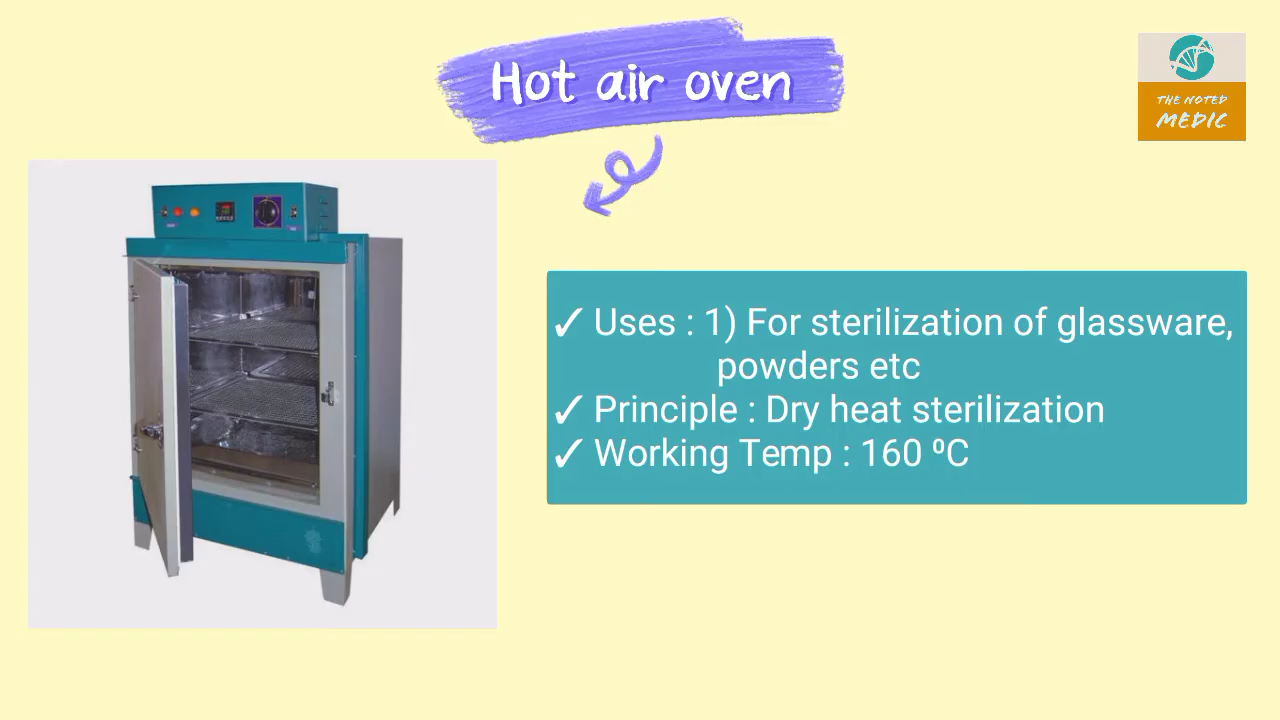 Hot air oven
THE NOTED
MEDIC
✓ Uses : 1) For sterilization of glassware,
powders etc
✓ Principle : Dry heat sterilization
✓ Working Temp : 160 ⁰C